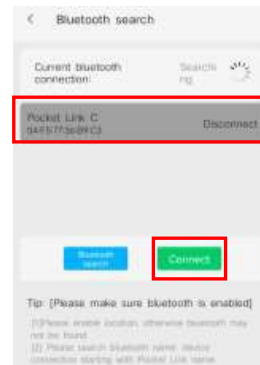 < Bluetooth search
Current bluetooth Searchi
connection: ng
Pocket Link C Disconnect
Bluetooth Connect
search
Tip: [Please make sure bluetooth is enabled]
[1]Please enable location, otherwise bluetooth may
not be found
[2] Please search bluetooth name: device
connection starting with Pocket Link name